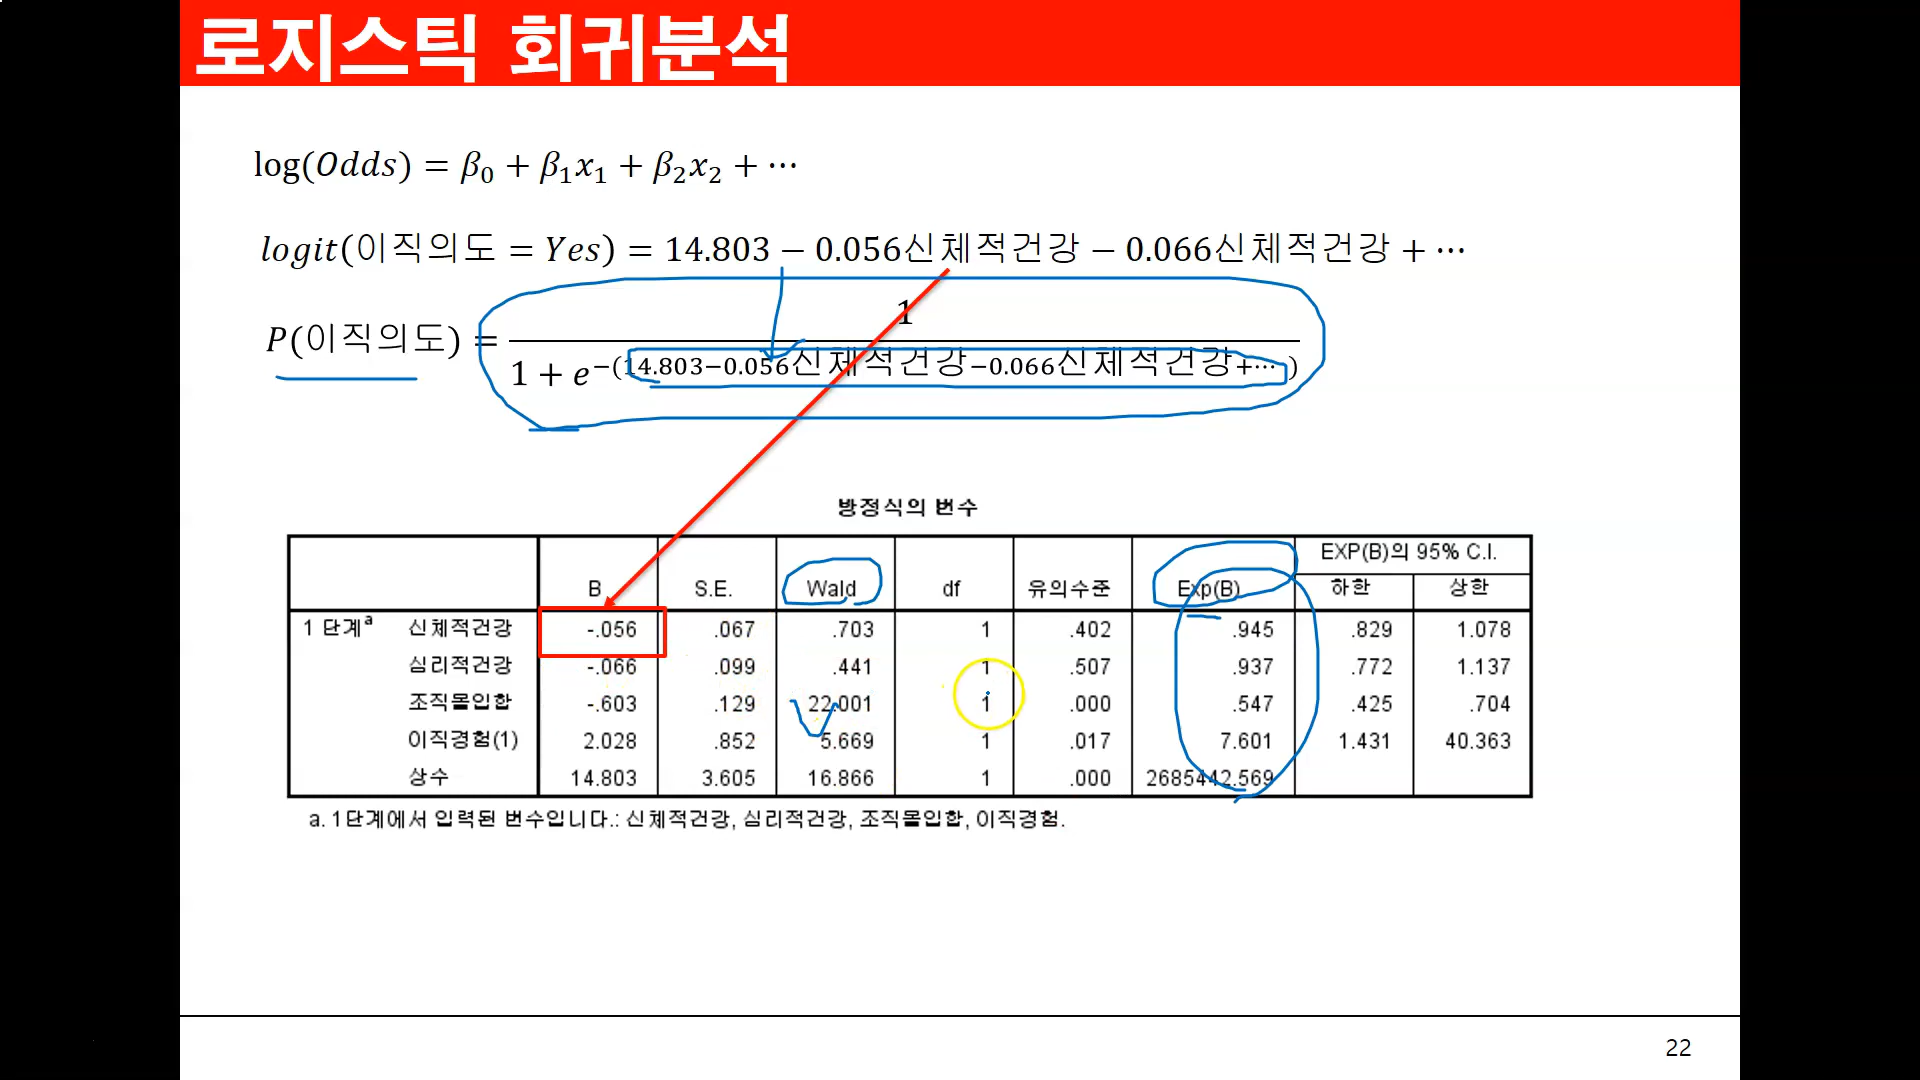 로지스틱 회귀분석
log(Odds) = β₀ + β₁x₁ + β₂x₂ + ⋯
logit(이직의도 = Yes) = 14.803 − 0.056신체적건강 − 0.066신체적건강 + ⋯
P(이직의도) = 1
1 + e^−(14.803−0.056신체적건강−0.066신체적건강+⋯)
방정식의 변수
B S.E. Wald df 유의수준 Exp(B) EXP(B)의 95% C.I.
하한 상한
1 단계ᵃ 신체적건강 -.056 .067 .703 1 .402 .945 .829 1.078
심리적건강 -.066 .099 .441 1 .507 .937 .772 1.137
조직몰입합 -.603 .129 22.001 1 .000 .547 .425 .704
이직경험(1) 2.028 .852 5.669 1 .017 7.601 1.431 40.363
상수 14.803 3.605 16.866 1 .000 2685442.569
a. 1단계에서 입력된 변수입니다.: 신체적건강, 심리적건강, 조직몰입합, 이직경험.
22